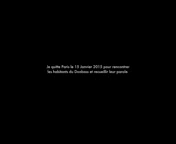 Je quitte Paris le 15 Janvier 2015 pour rencontrer
les habitants du Donbass et recueillir leur parole